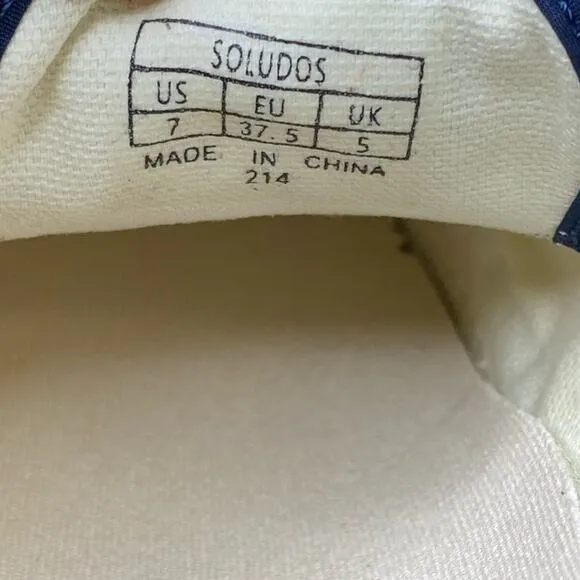 SOLUDOS
US EU UK
7 37.5 5
MADE IN CHINA
214